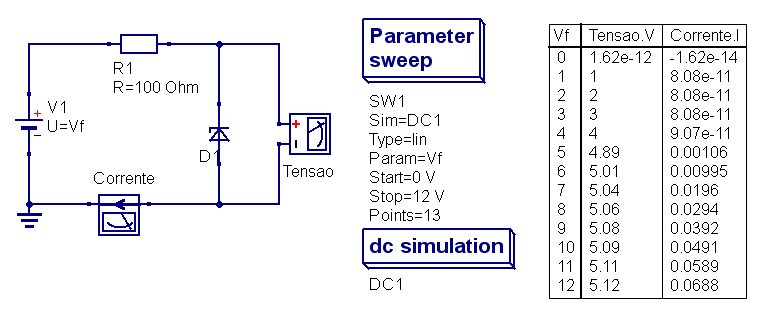 R1
R=100 Ohm
V1
U=Vf
+
−
D1
+
-
Tensao
Corrente
Parameter
sweep
SW1
Sim=DC1
Type=lin
Param=Vf
Start=0 V
Stop=12 V
Points=13
dc simulation
DC1
Vf Tensao.V Corrente.I
0 1.62e-12 -1.62e-14
1 1 8.08e-11
2 2 8.08e-11
3 3 8.08e-11
4 4 9.07e-11
5 4.89 0.00106
6 5.01 0.00995
7 5.04 0.0196
8 5.06 0.0294
9 5.08 0.0392
10 5.09 0.0491
11 5.11 0.0589
12 5.12 0.0688